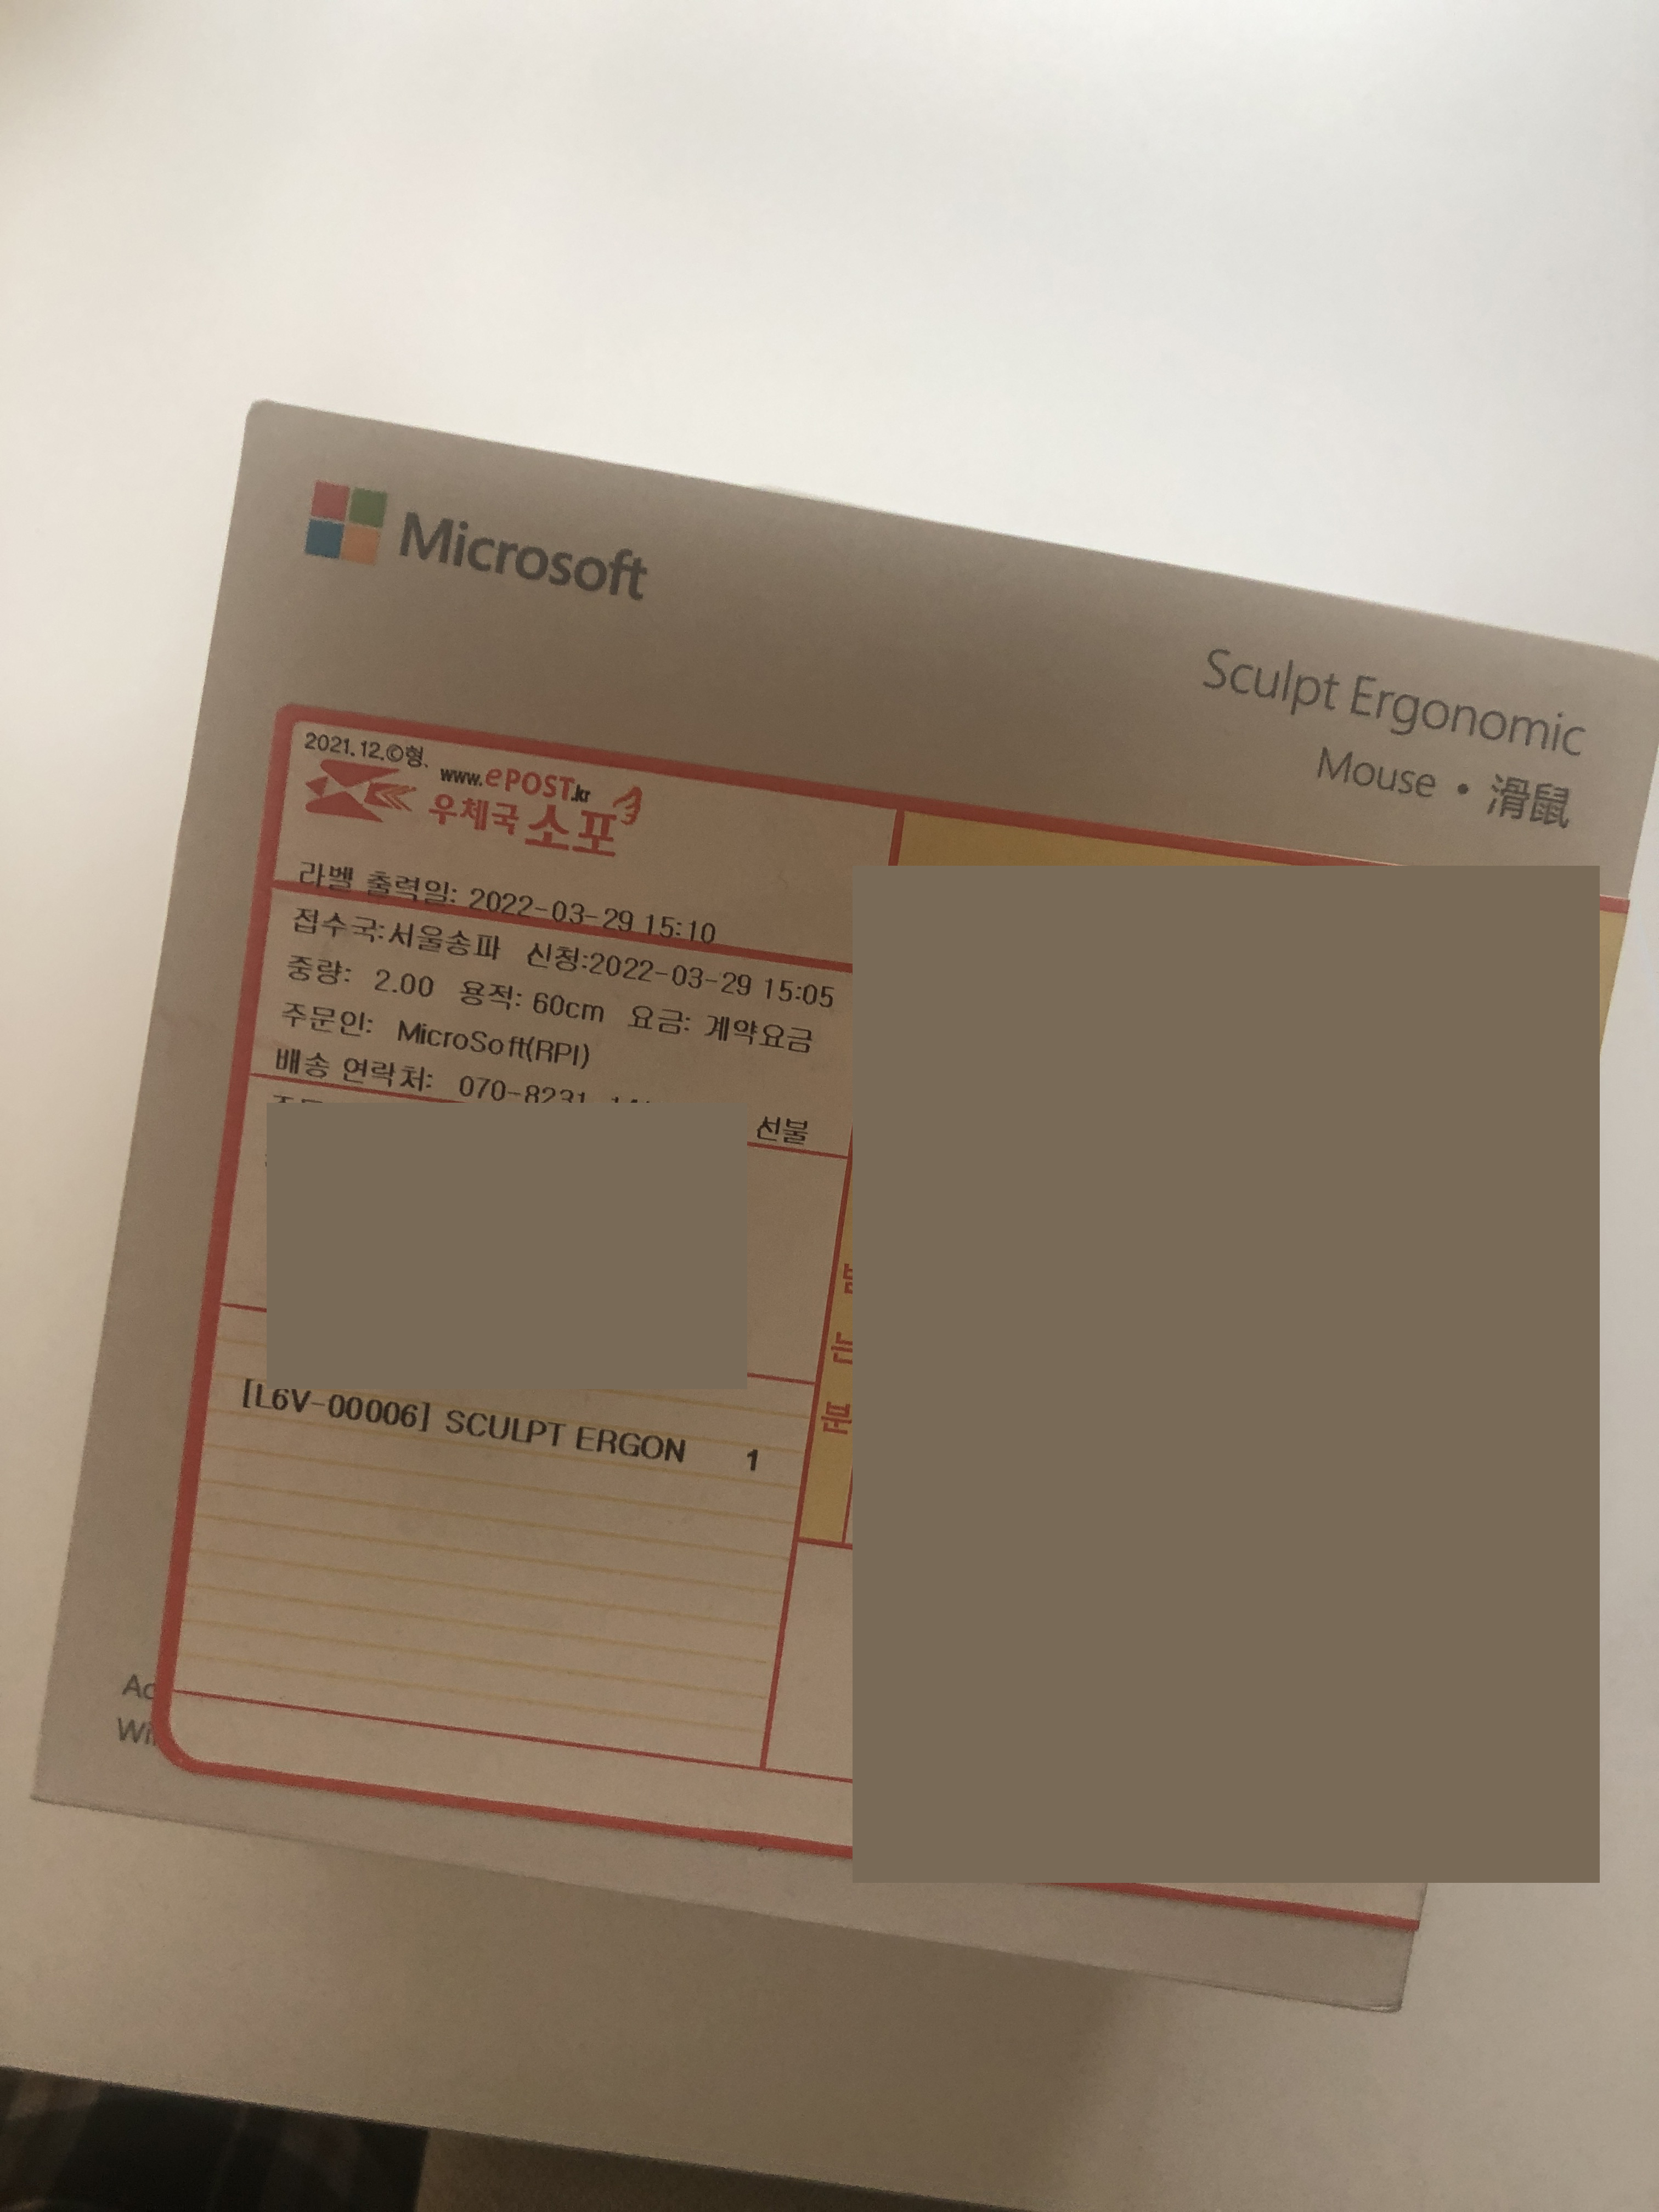 Microsoft
Sculpt Ergonomic
Mouse • 滑鼠
2021.12.©형.
www.ePOST.kr
우체국 소포
라벨 출력일: 2022-03-29 15:10
접수국:서울송파 신청:2022-03-29 15:05
중량: 2.00 용적: 60cm 요금: 계약요금
주문인: MicroSoft(RPI)
배송 연락처: 070-8231
선불
[L6V-00006] SCULPT ERGON 1